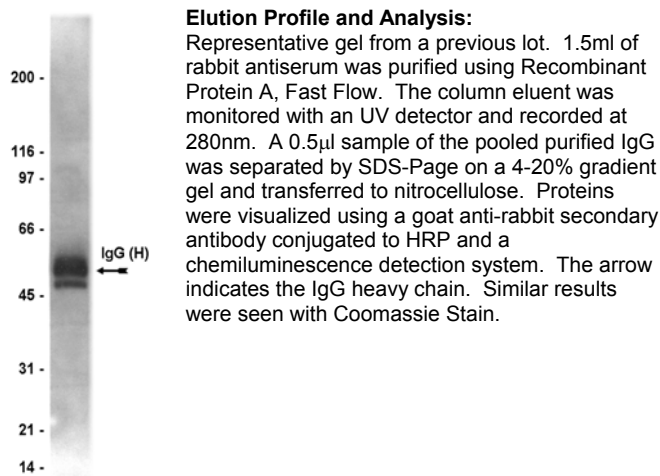 Elution Profile and Analysis:
Representative gel from a previous lot. 1.5ml of
rabbit antiserum was purified using Recombinant
Protein A, Fast Flow. The column eluent was
monitored with an UV detector and recorded at
280nm. A 0.5µl sample of the pooled purified IgG
was separated by SDS-Page on a 4-20% gradient
gel and transferred to nitrocellulose. Proteins
were visualized using a goat anti-rabbit secondary
antibody conjugated to HRP and a
chemiluminescence detection system. The arrow
indicates the IgG heavy chain. Similar results
were seen with Coomassie Stain.
200 -
116 -
97 -
66 -
IgG (H)
45 -
31 -
21 -
14 -